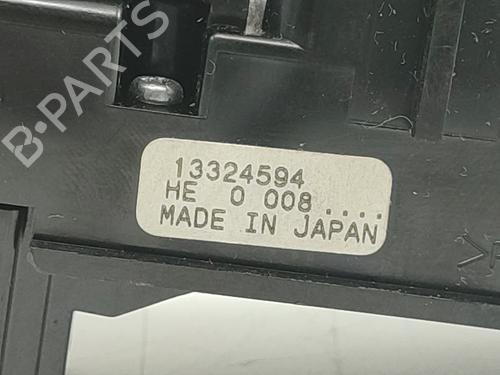 B-PARTS
13324594
HE 0 008 ....
MADE IN JAPAN